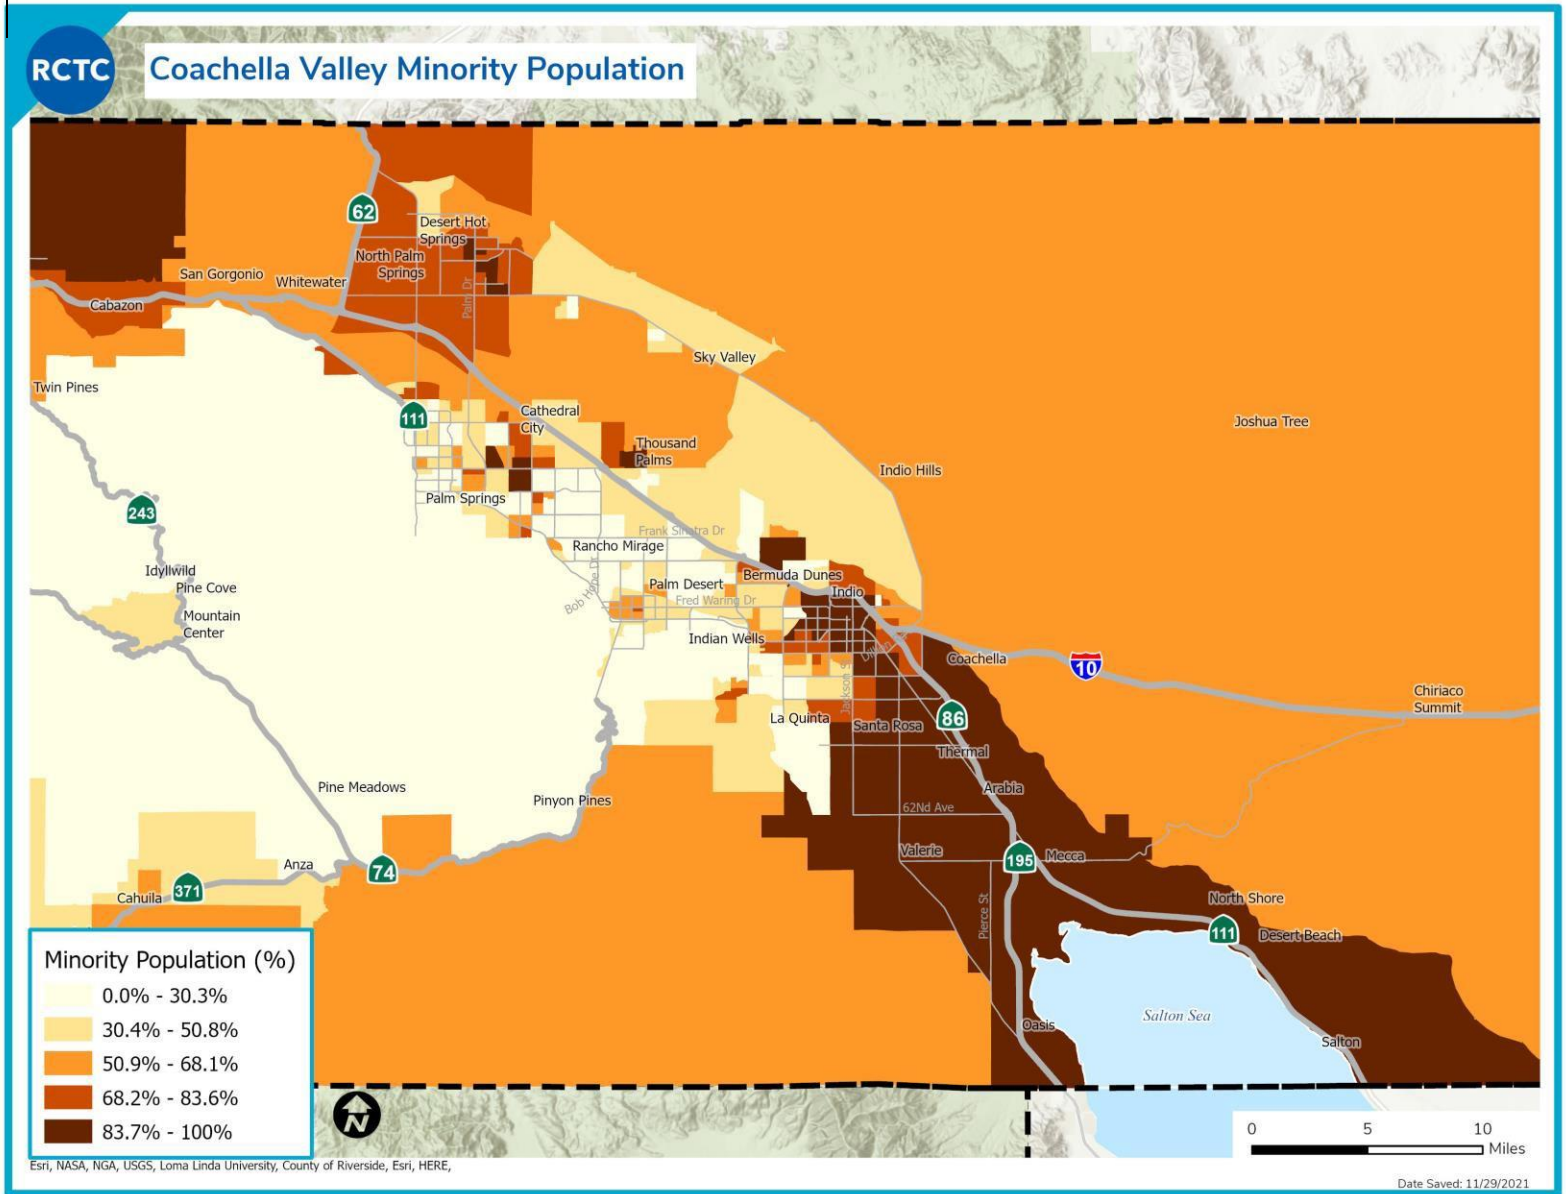 RCTC
Coachella Valley Minority Population
62
Desert Hot
Springs
North Palm
Springs
San Gorgonio
Whitewater
Palm Dr
Cabazon
Sky Valley
Twin Pines
111
Cathedral
City
Joshua Tree
Thousand
Palms
Indio Hills
Palm Springs
243
Frank Sinatra Dr
Rancho Mirage
Idyllwild
Pine Cove
Bob Hope Dr
Palm Desert
Bermuda Dunes
Indio
Fred Waring Dr
Mountain
Center
Indian Wells
Coachella
10
Jackson St
Chiriaco
Summit
La Quinta
Santa Rosa
86
Thermal
Pine Meadows
Arabia
Pinyon Pines
62Nd Ave
Valerie
195
Mecca
Anza
74
371
Cahuila
Pierce St
North Shore
111
Desert Beach
Salton Sea
Oasis
Salton
Minority Population (%)
0.0% - 30.3%
30.4% - 50.8%
50.9% - 68.1%
68.2% - 83.6%
83.7% - 100%
N
0 5 10
Miles
Esri, NASA, NGA, USGS, Loma Linda University, County of Riverside, Esri, HERE,
Date Saved: 11/29/2021